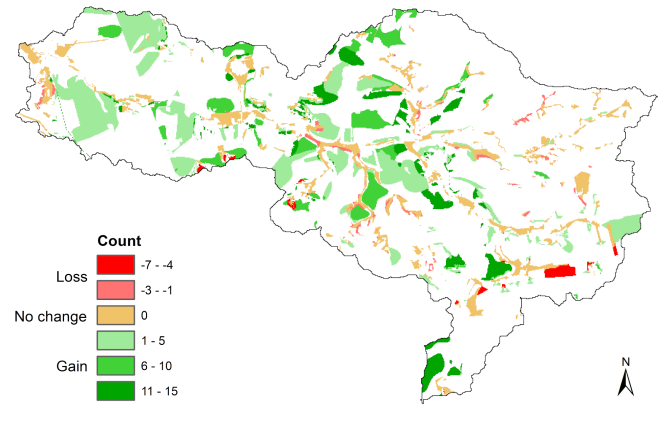 Count
Loss
-7 - -4
-3 - -1
No change
0
1 - 5
Gain
6 - 10
11 - 15
N